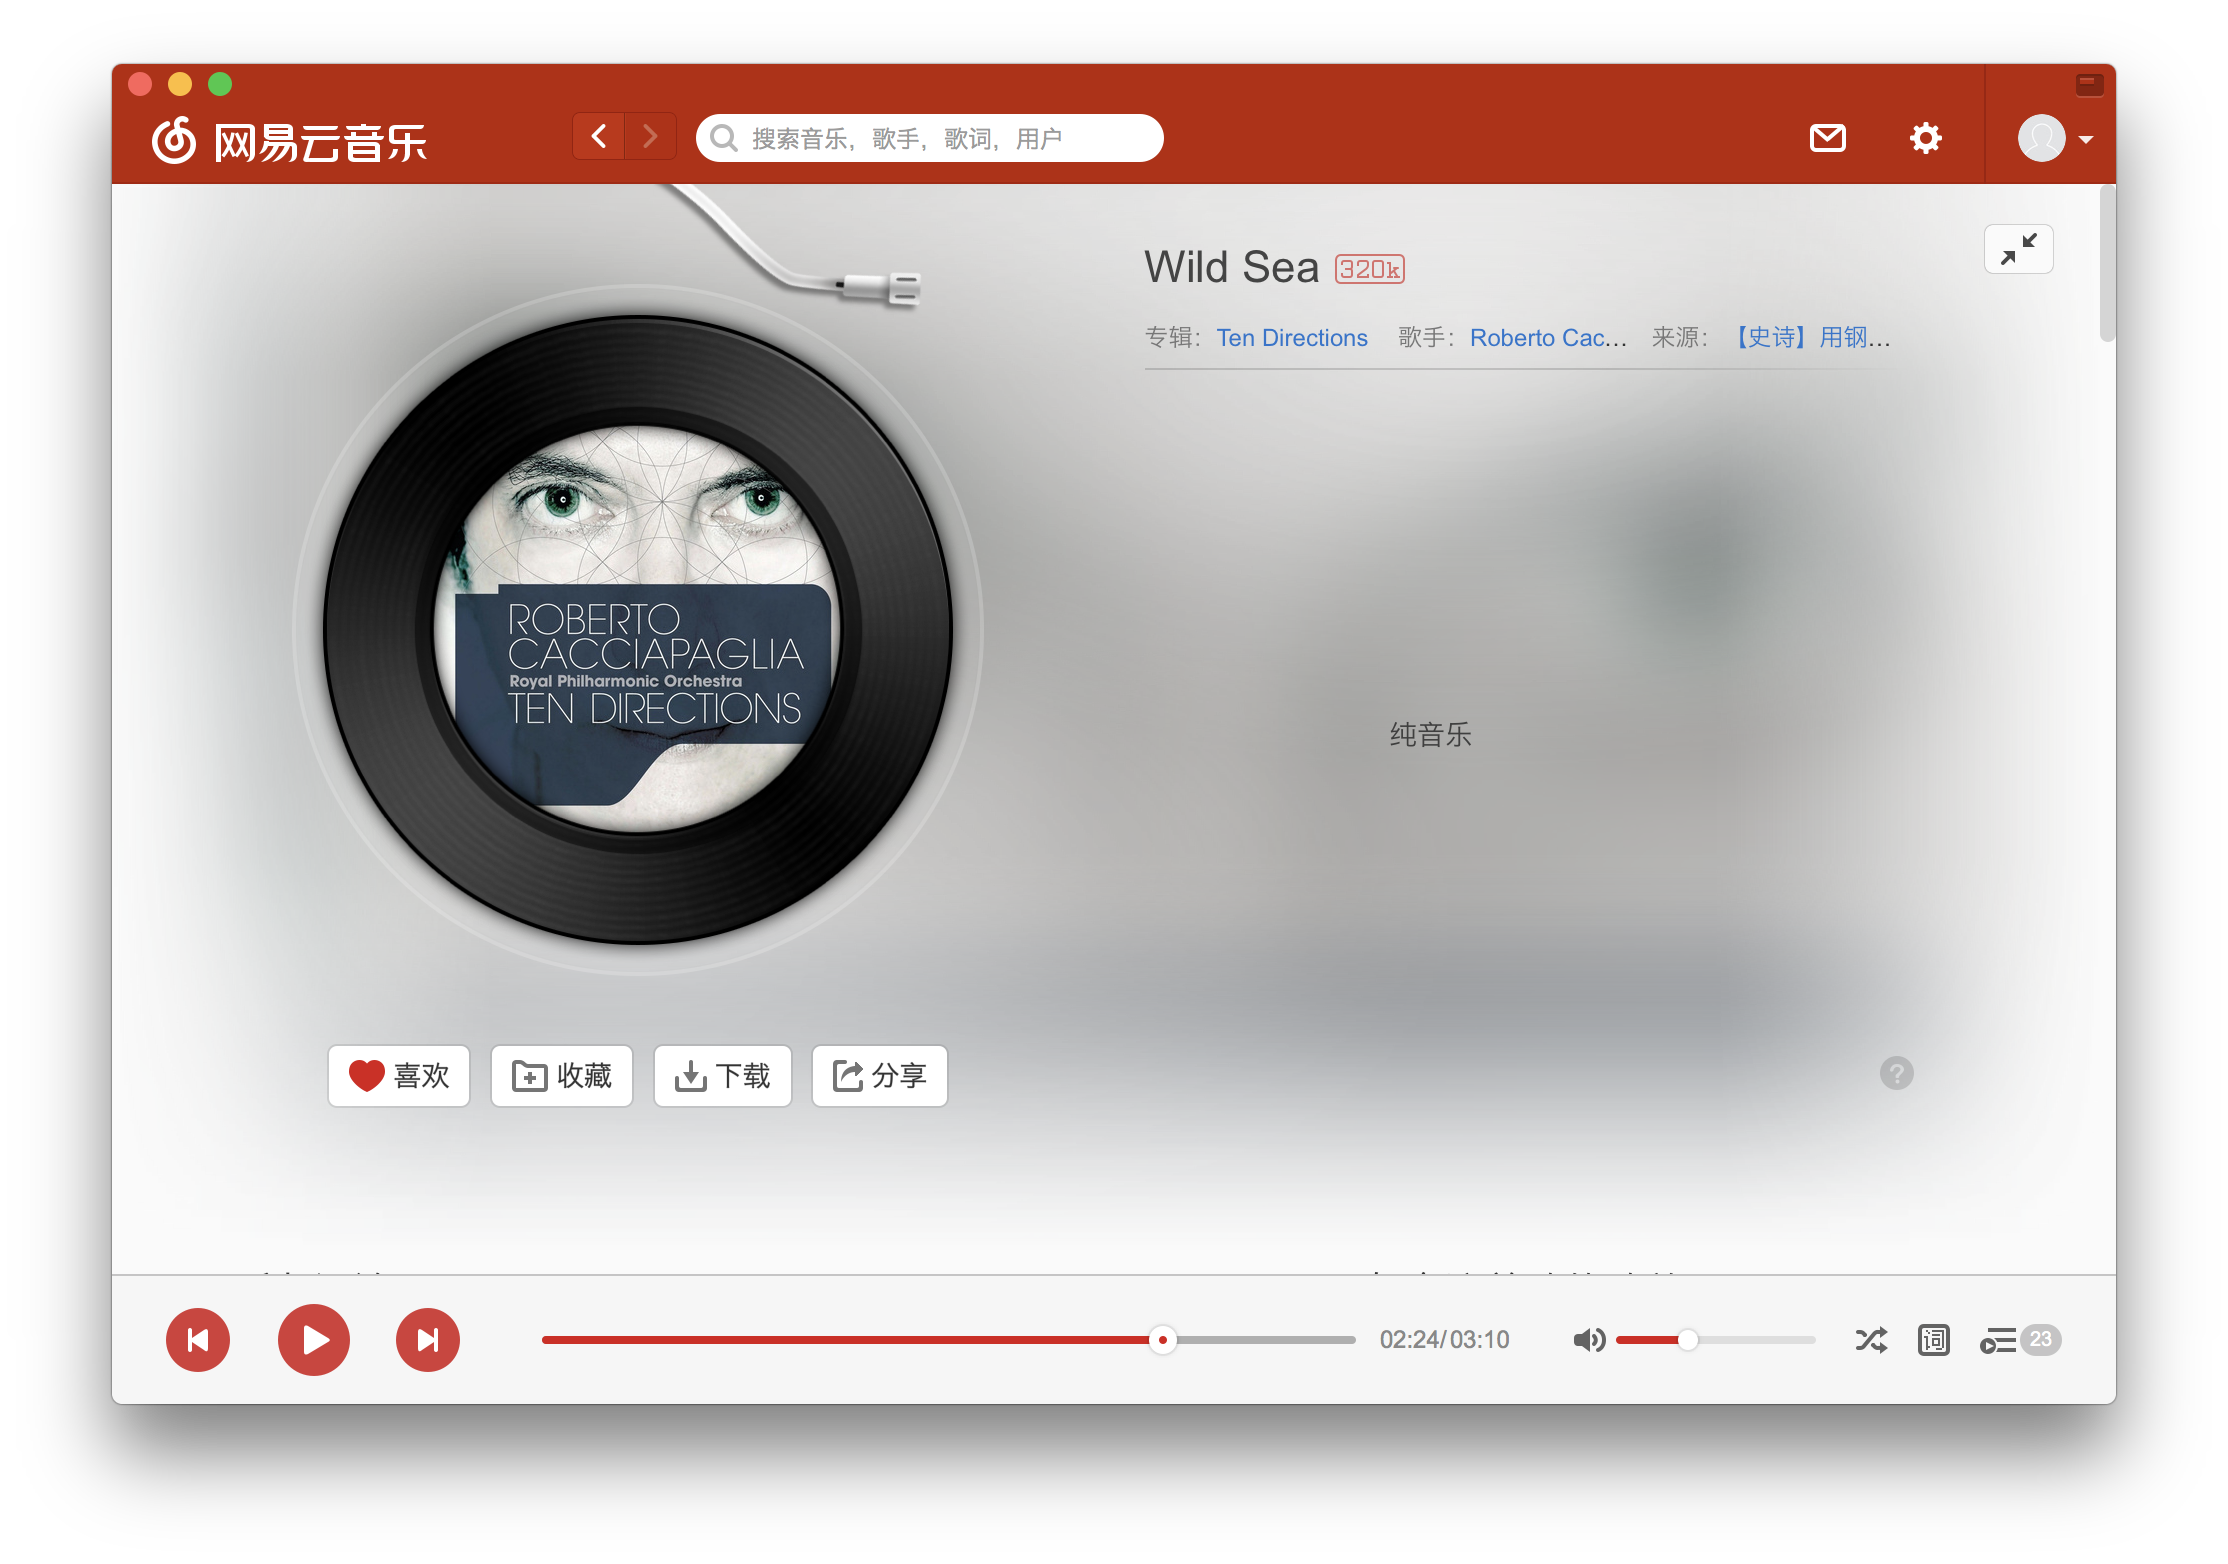 网易云音乐
搜索音乐，歌手，歌词，用户
Wild Sea 320k
专辑： Ten Directions 歌手： Roberto Cac... 来源： 【史诗】用钢...
ROBERTO
CACCIAPAGLIA
Royal Philharmonic Orchestra
TEN DIRECTIONS
纯音乐
喜欢 收藏 下载 分享
?
02:24/03:10 词 23